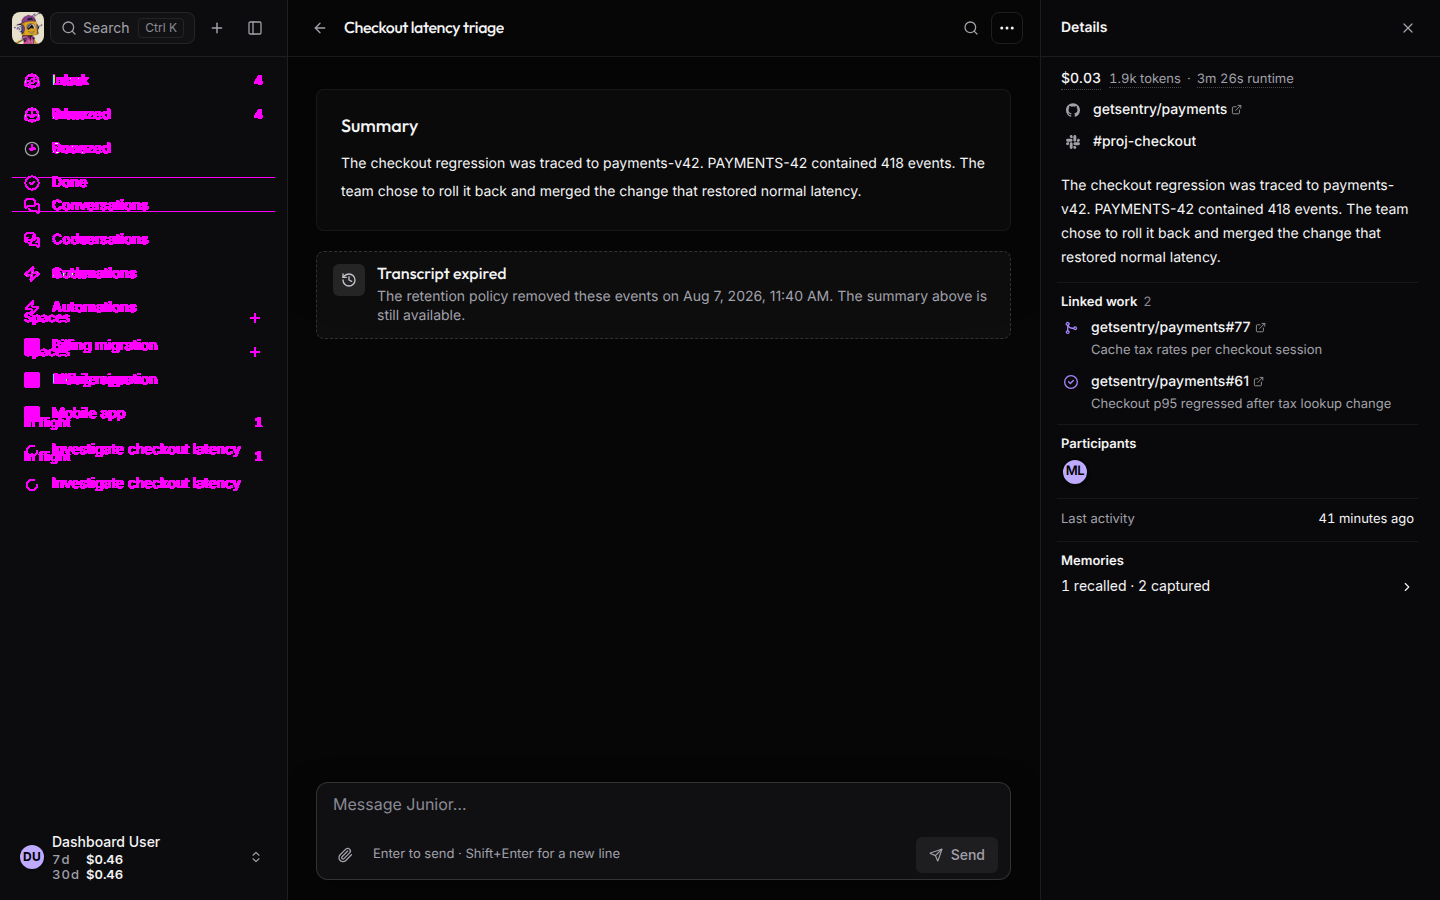 Search Ctrl K
Inbox 4
4
Done
Conversations
Automations
Spaces
Billing migration
Mobile app
In flight 1
Investigate checkout latency
In flight 1
Investigate checkout latency
Dashboard User
DU
7d $0.46
30d $0.46
Checkout latency triage
Summary
The checkout regression was traced to payments-v42. PAYMENTS-42 contained 418 events. The
team chose to roll it back and merged the change that restored normal latency.
Transcript expired
The retention policy removed these events on Aug 7, 2026, 11:40 AM. The summary above is
still available.
Message Junior...
Enter to send · Shift+Enter for a new line
Send
Details
$0.03 1.9k tokens · 3m 26s runtime
getsentry/payments
#proj-checkout
The checkout regression was traced to payments-
v42. PAYMENTS-42 contained 418 events. The team
chose to roll it back and merged the change that
restored normal latency.
Linked work 2
getsentry/payments#77
Cache tax rates per checkout session
getsentry/payments#61
Checkout p95 regressed after tax lookup change
Participants
ML
Last activity 41 minutes ago
Memories
1 recalled · 2 captured